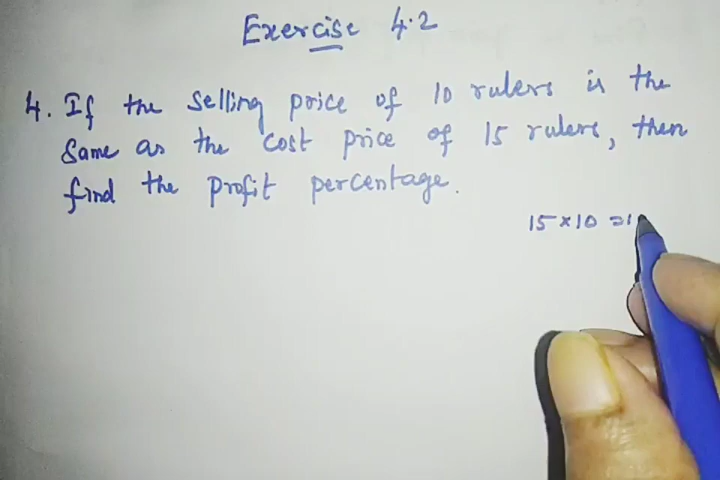 Exercise 4.2
4. If the selling price of 10 rulers is the
same as the cost price of 15 rulers, then
find the profit percentage.
15 × 10 = 1